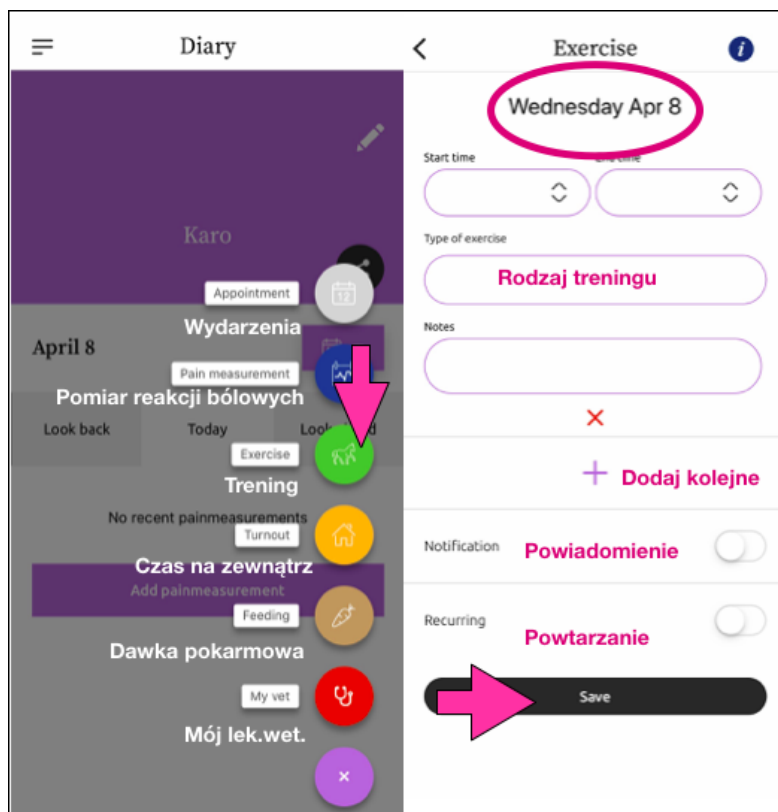 Diary
Karo
Appointment
12
Wydarzenia
April 8
Pain measurement
Pomiar reakcji bólowych
Look back
Today
Exercise
Trening
No recent painmeasurements
Turnout
Czas na zewnątrz
Add painmeasurement
Feeding
Dawka pokarmowa
My vet
Mój lek.wet.
Exercise
i
Wednesday Apr 8
Start time
Type of exercise
Rodzaj treningu
Notes
Dodaj kolejne
Notification
Powiadomienie
Recurring
Powtarzanie
Save